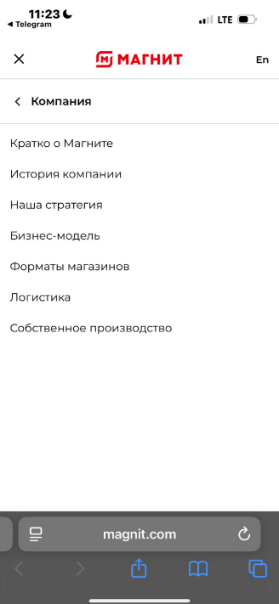 11:23
◀ Telegram
LTE
МАГНИТ
En
Компания
Кратко о Магните
История компании
Наша стратегия
Бизнес-модель
Форматы магазинов
Логистика
Собственное производство
magnit.com